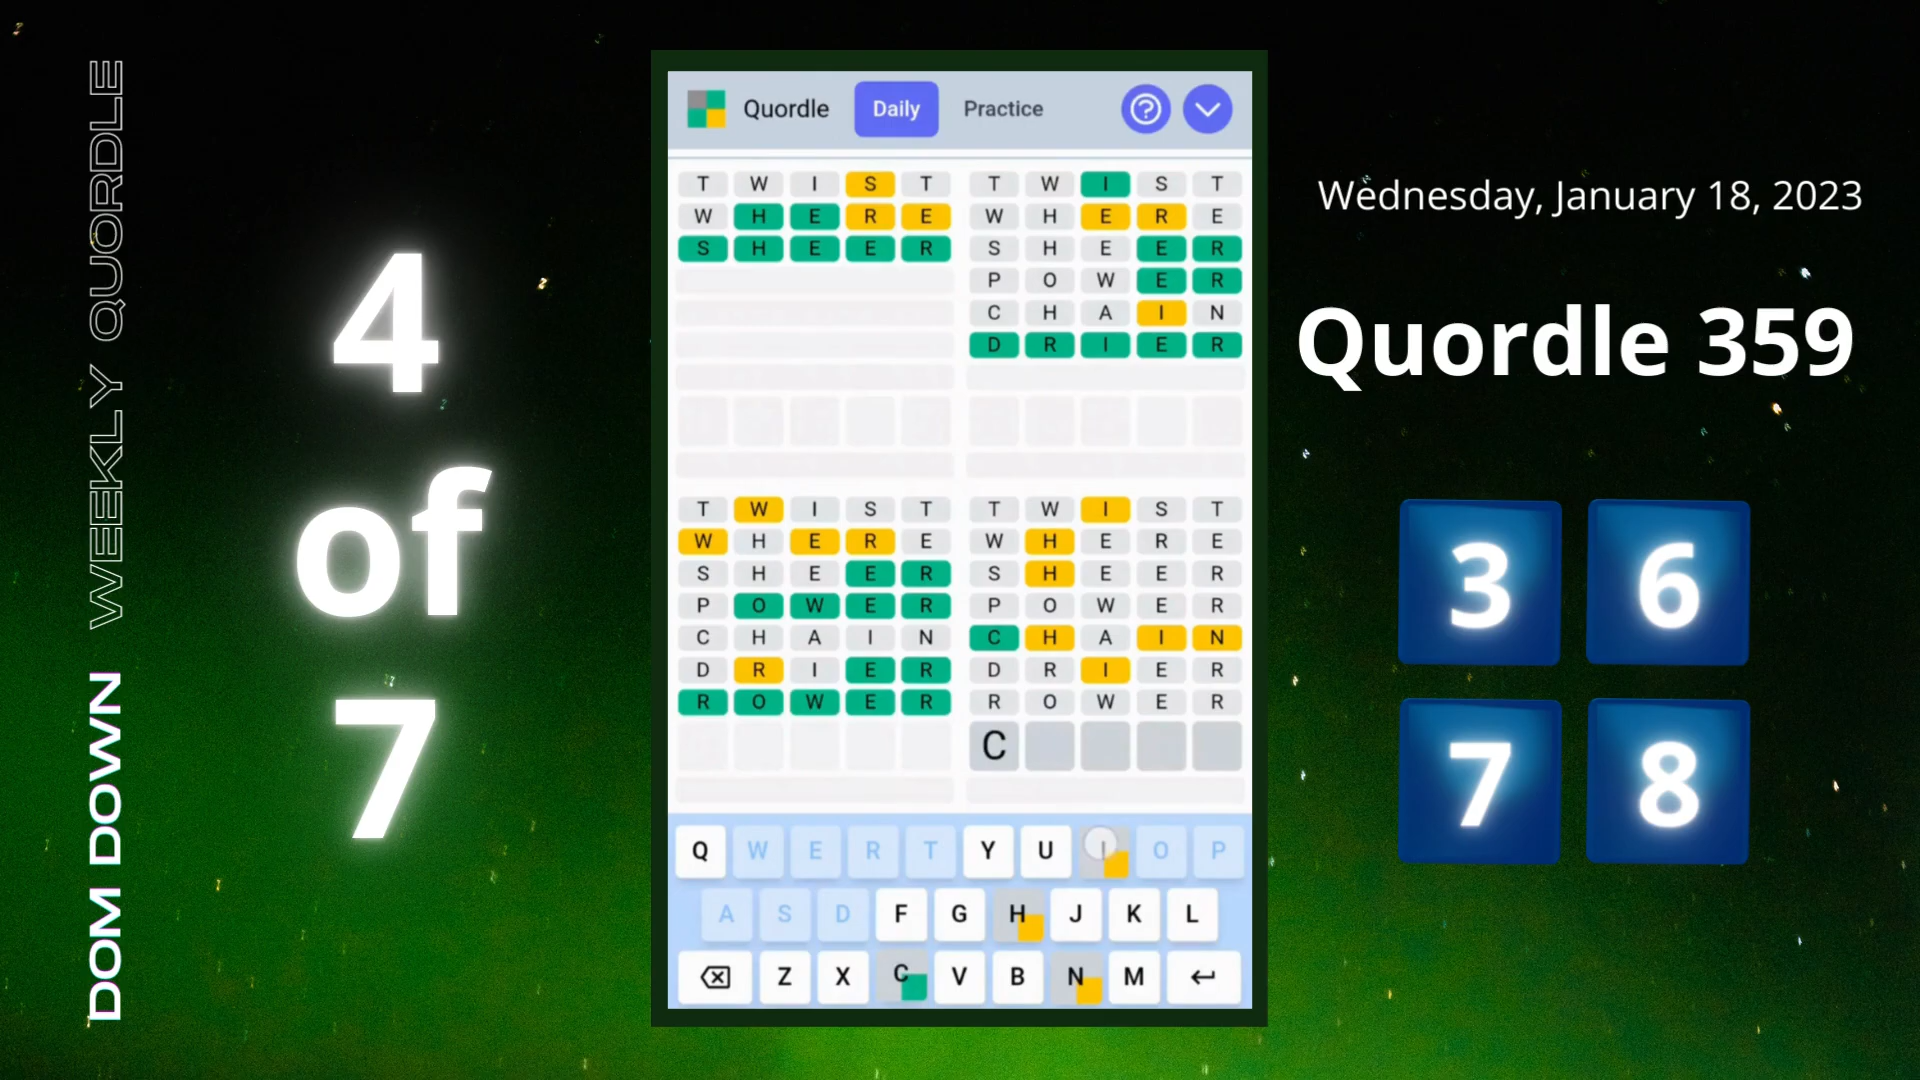 DOM DOWN WEEKLY QUORDLE
4
of
7
Quordle Daily Practice
T W I S T T W I S T
W H E R E W H E R E
S H E E R S H E E R
P O W E R
C H A I N
D R I E R
T W I S T T W I S T
W H E R E W H E R E
S H E E R S H E E R
P O W E R P O W E R
C H A I N C H A I N
D R I E R D R I E R
R O W E R R O W E R
C
Q W E R T Y U I O P
A S D F G H J K L
Z X C V B N M
Wednesday, January 18, 2023
Quordle 359
3 6
7 8